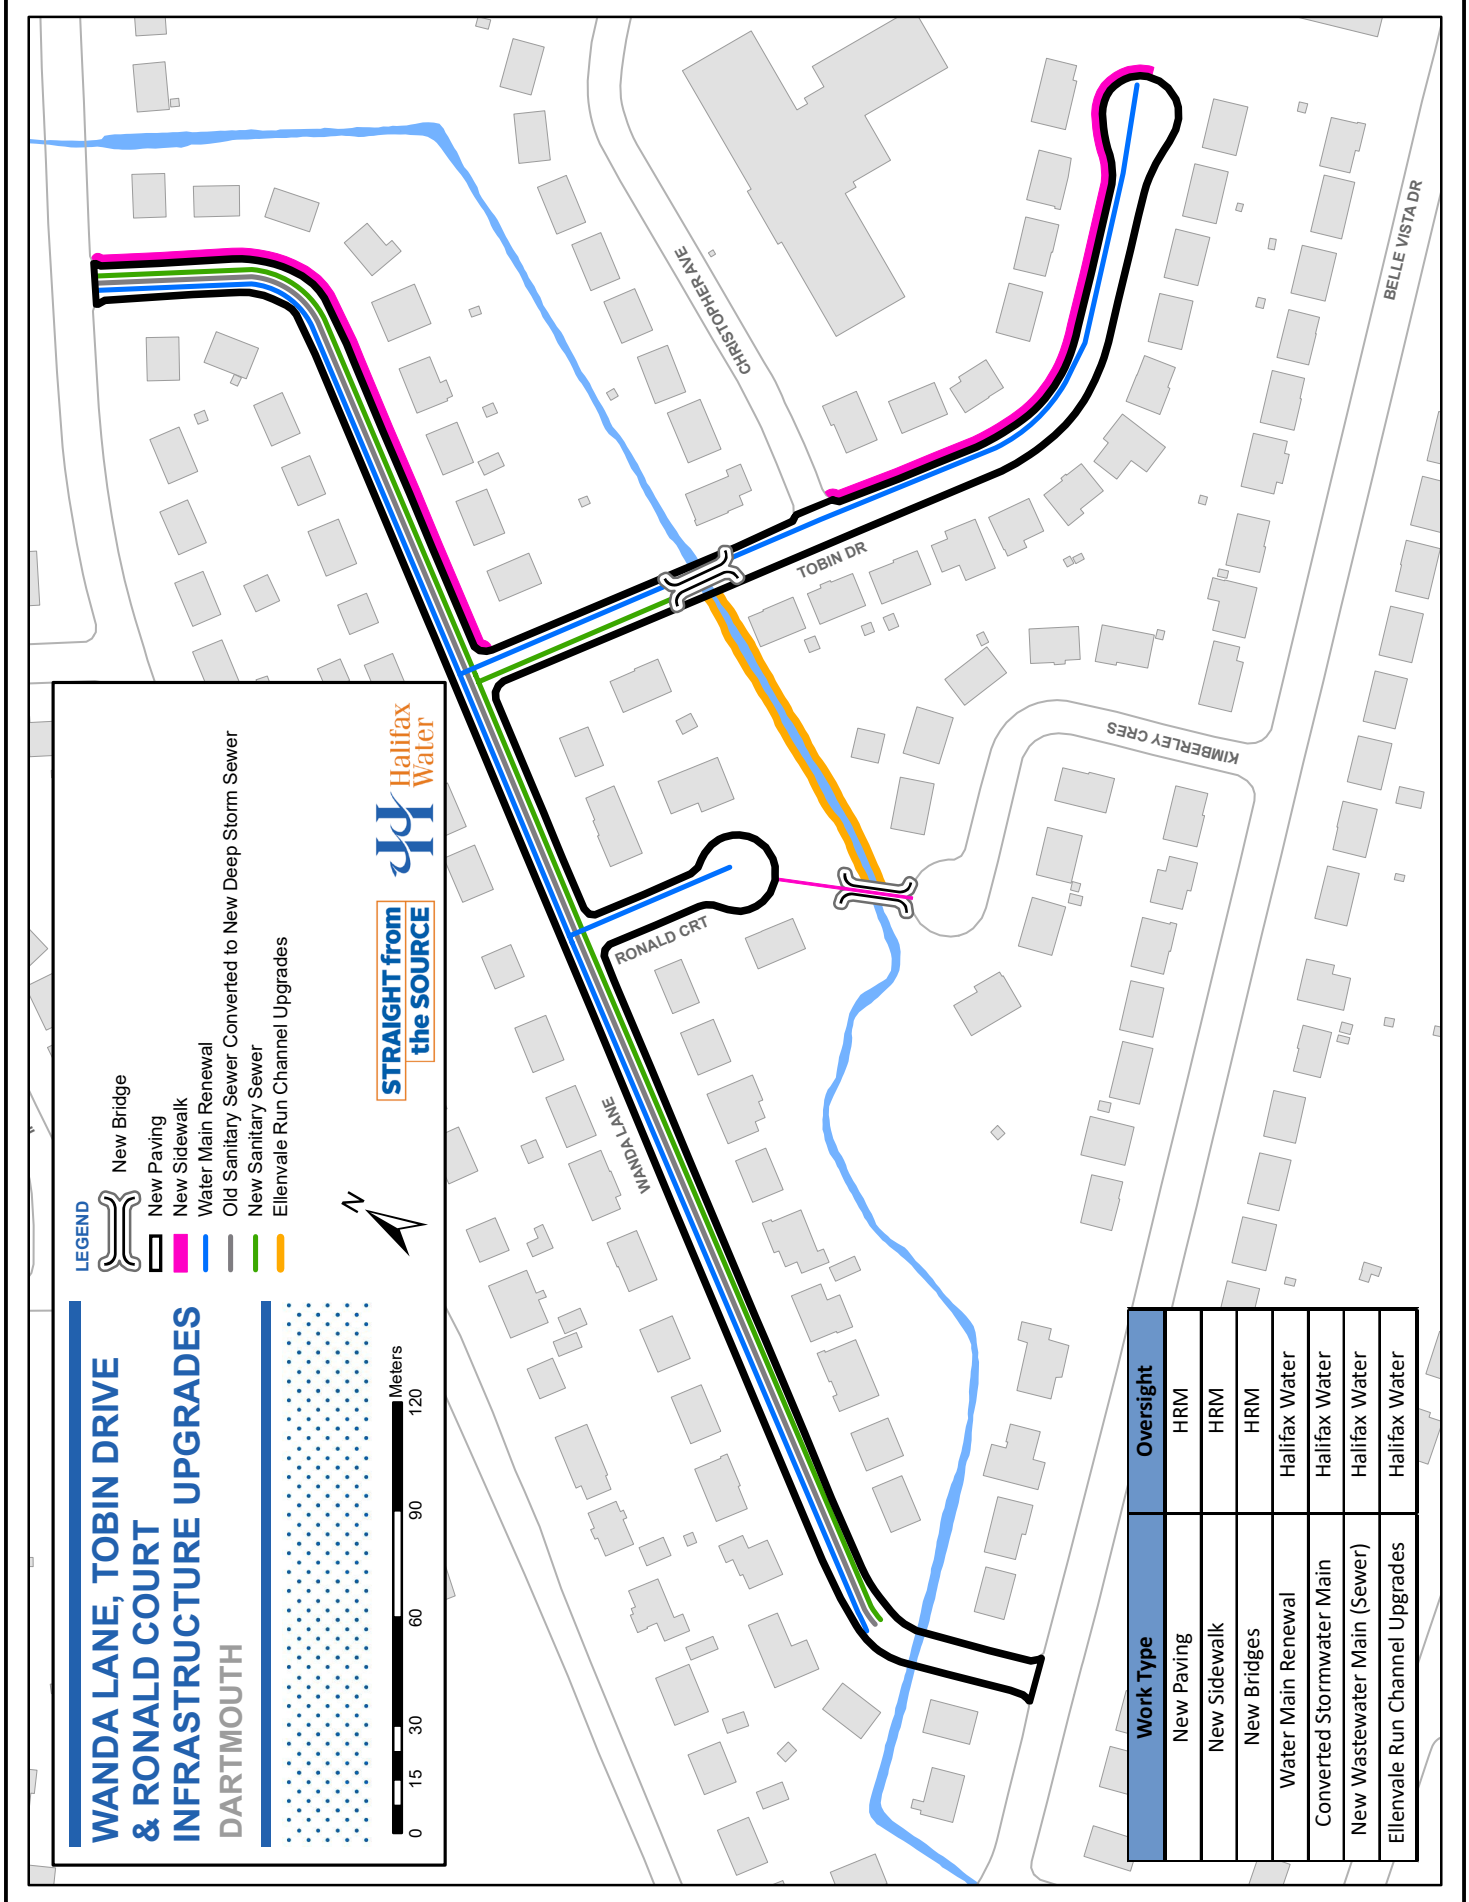 WANDA LANE, TOBIN DRIVE
& RONALD COURT
INFRASTRUCTURE UPGRADES
DARTMOUTH
0 15 30 60 90 120
Meters
LEGEND
New Bridge
New Paving
New Sidewalk
Water Main Renewal
Old Sanitary Sewer Converted to New Deep Storm Sewer
New Sanitary Sewer
Ellenvale Run Channel Upgrades
N
STRAIGHT from
the SOURCE
Halifax
Water
WANDA LANE
RONALD CRT
TOBIN DR
CHRISTOPHER AVE
KIMBERLEY CRES
BELLE VISTA DR
Work Type Oversight
New Paving HRM
New Sidewalk HRM
New Bridges HRM
Water Main Renewal Halifax Water
Converted Stormwater Main Halifax Water
New Wastewater Main (Sewer) Halifax Water
Ellenvale Run Channel Upgrades Halifax Water